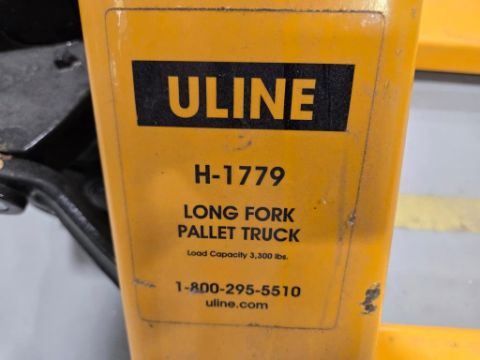 ULINE
H-1779
LONG FORK
PALLET TRUCK
Load Capacity 3,300 lbs.
1-800-295-5510
uline.com